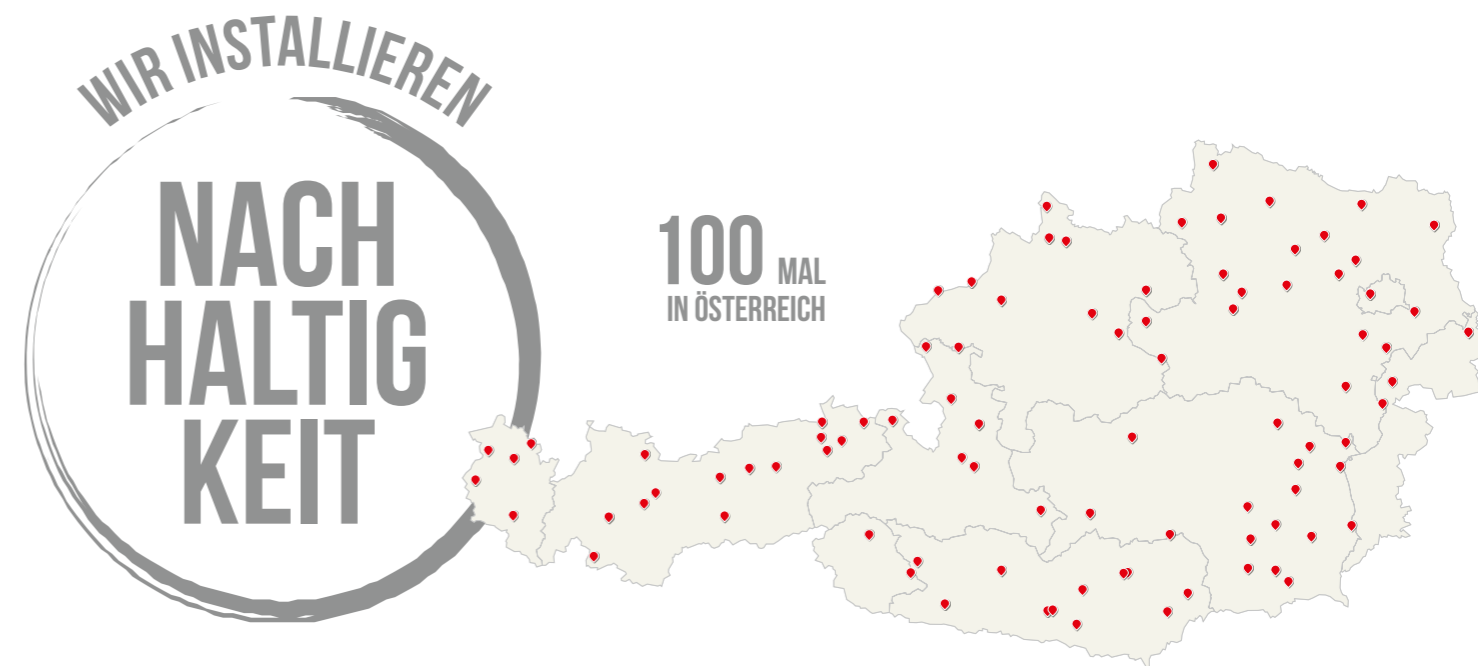 WIR INSTALLIEREN
NACH
HALTIG
KEIT
100 MAL
IN ÖSTERREICH